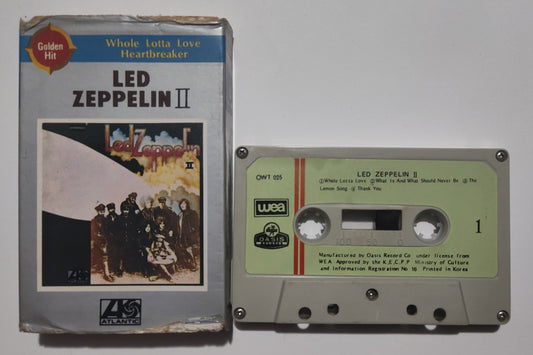 Golden
Hit
Whole Lotta Love
Heartbreaker
LED
ZEPPELIN II
Led Zeppelin
II
ATLANTIC
LED ZEPPELIN II
OWT 025
①Whole Lotta Love ②What Is And What Should Never Be ③The
Lemon Song ④Thank You
wea
OASIS
1
100 50 0
Manufactured by Oasis Record Co. under license from
WEA. Approved by the K.E.C.P.P. Ministry of Culture
and Information Registration No 16 Printed in Korea